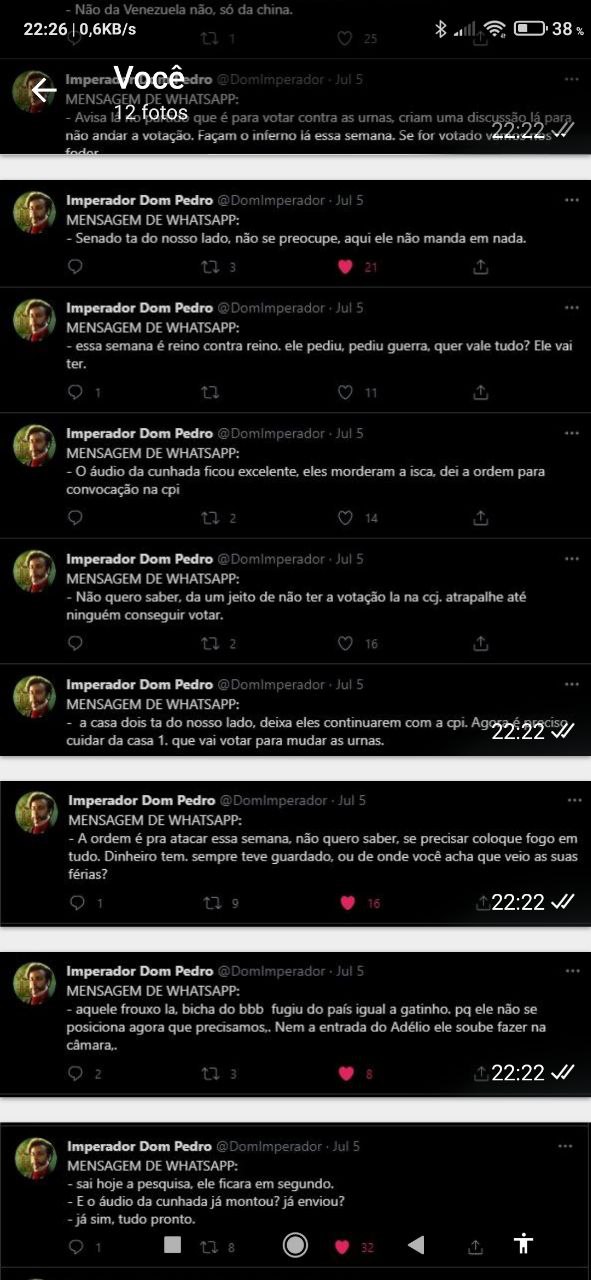 - Não da Venezuela não, só da china.
22:26 | 0,6KB/s
38 %
1
25
Imperador Dom Pedro @DomImperador · Jul 5
Você
MENSAGEM DE WHATSAPP:
12 fotos
- Avisa lá no partido que é para votar contra as urnas, criam uma discussão lá para
não andar a votação. Façam o inferno lá essa semana. Se for votado vamos nos
22:22
foder
Imperador Dom Pedro @DomImperador · Jul 5
MENSAGEM DE WHATSAPP:
- Senado ta do nosso lado, não se preocupe, aqui ele não manda em nada.
3 21
Imperador Dom Pedro @DomImperador · Jul 5
MENSAGEM DE WHATSAPP:
- essa semana é reino contra reino. ele pediu, pediu guerra, quer vale tudo? Ele vai
ter.
1 11
Imperador Dom Pedro @DomImperador · Jul 5
MENSAGEM DE WHATSAPP:
- O áudio da cunhada ficou excelente, eles morderam a isca, dei a ordem para
convocação na cpi
2 14
Imperador Dom Pedro @DomImperador · Jul 5
MENSAGEM DE WHATSAPP:
- Não quero saber, da um jeito de não ter a votação la na ccj. atrapalhe até
ninguém conseguir votar.
2 16
Imperador Dom Pedro @DomImperador · Jul 5
MENSAGEM DE WHATSAPP:
- a casa dois ta do nosso lado, deixa eles continuarem com a cpi. Agora é preciso
cuidar da casa 1. que vai votar para mudar as urnas.
22:22
Imperador Dom Pedro @DomImperador · Jul 5
MENSAGEM DE WHATSAPP:
- A ordem é pra atacar essa semana, não quero saber, se precisar coloque fogo em
tudo. Dinheiro tem. sempre teve guardado, ou de onde você acha que veio as suas
férias?
1 9 16 22:22
Imperador Dom Pedro @DomImperador · Jul 5
MENSAGEM DE WHATSAPP:
- aquele frouxo la, bicha do bbb fugiu do país igual a gatinho. pq ele não se
posiciona agora que precisamos,. Nem a entrada do Adélio ele soube fazer na
câmara,.
2 3 8 22:22
Imperador Dom Pedro @DomImperador · Jul 5
MENSAGEM DE WHATSAPP:
- sai hoje a pesquisa, ele ficara em segundo.
- E o áudio da cunhada já montou? já enviou?
- já sim, tudo pronto.
1 8 32